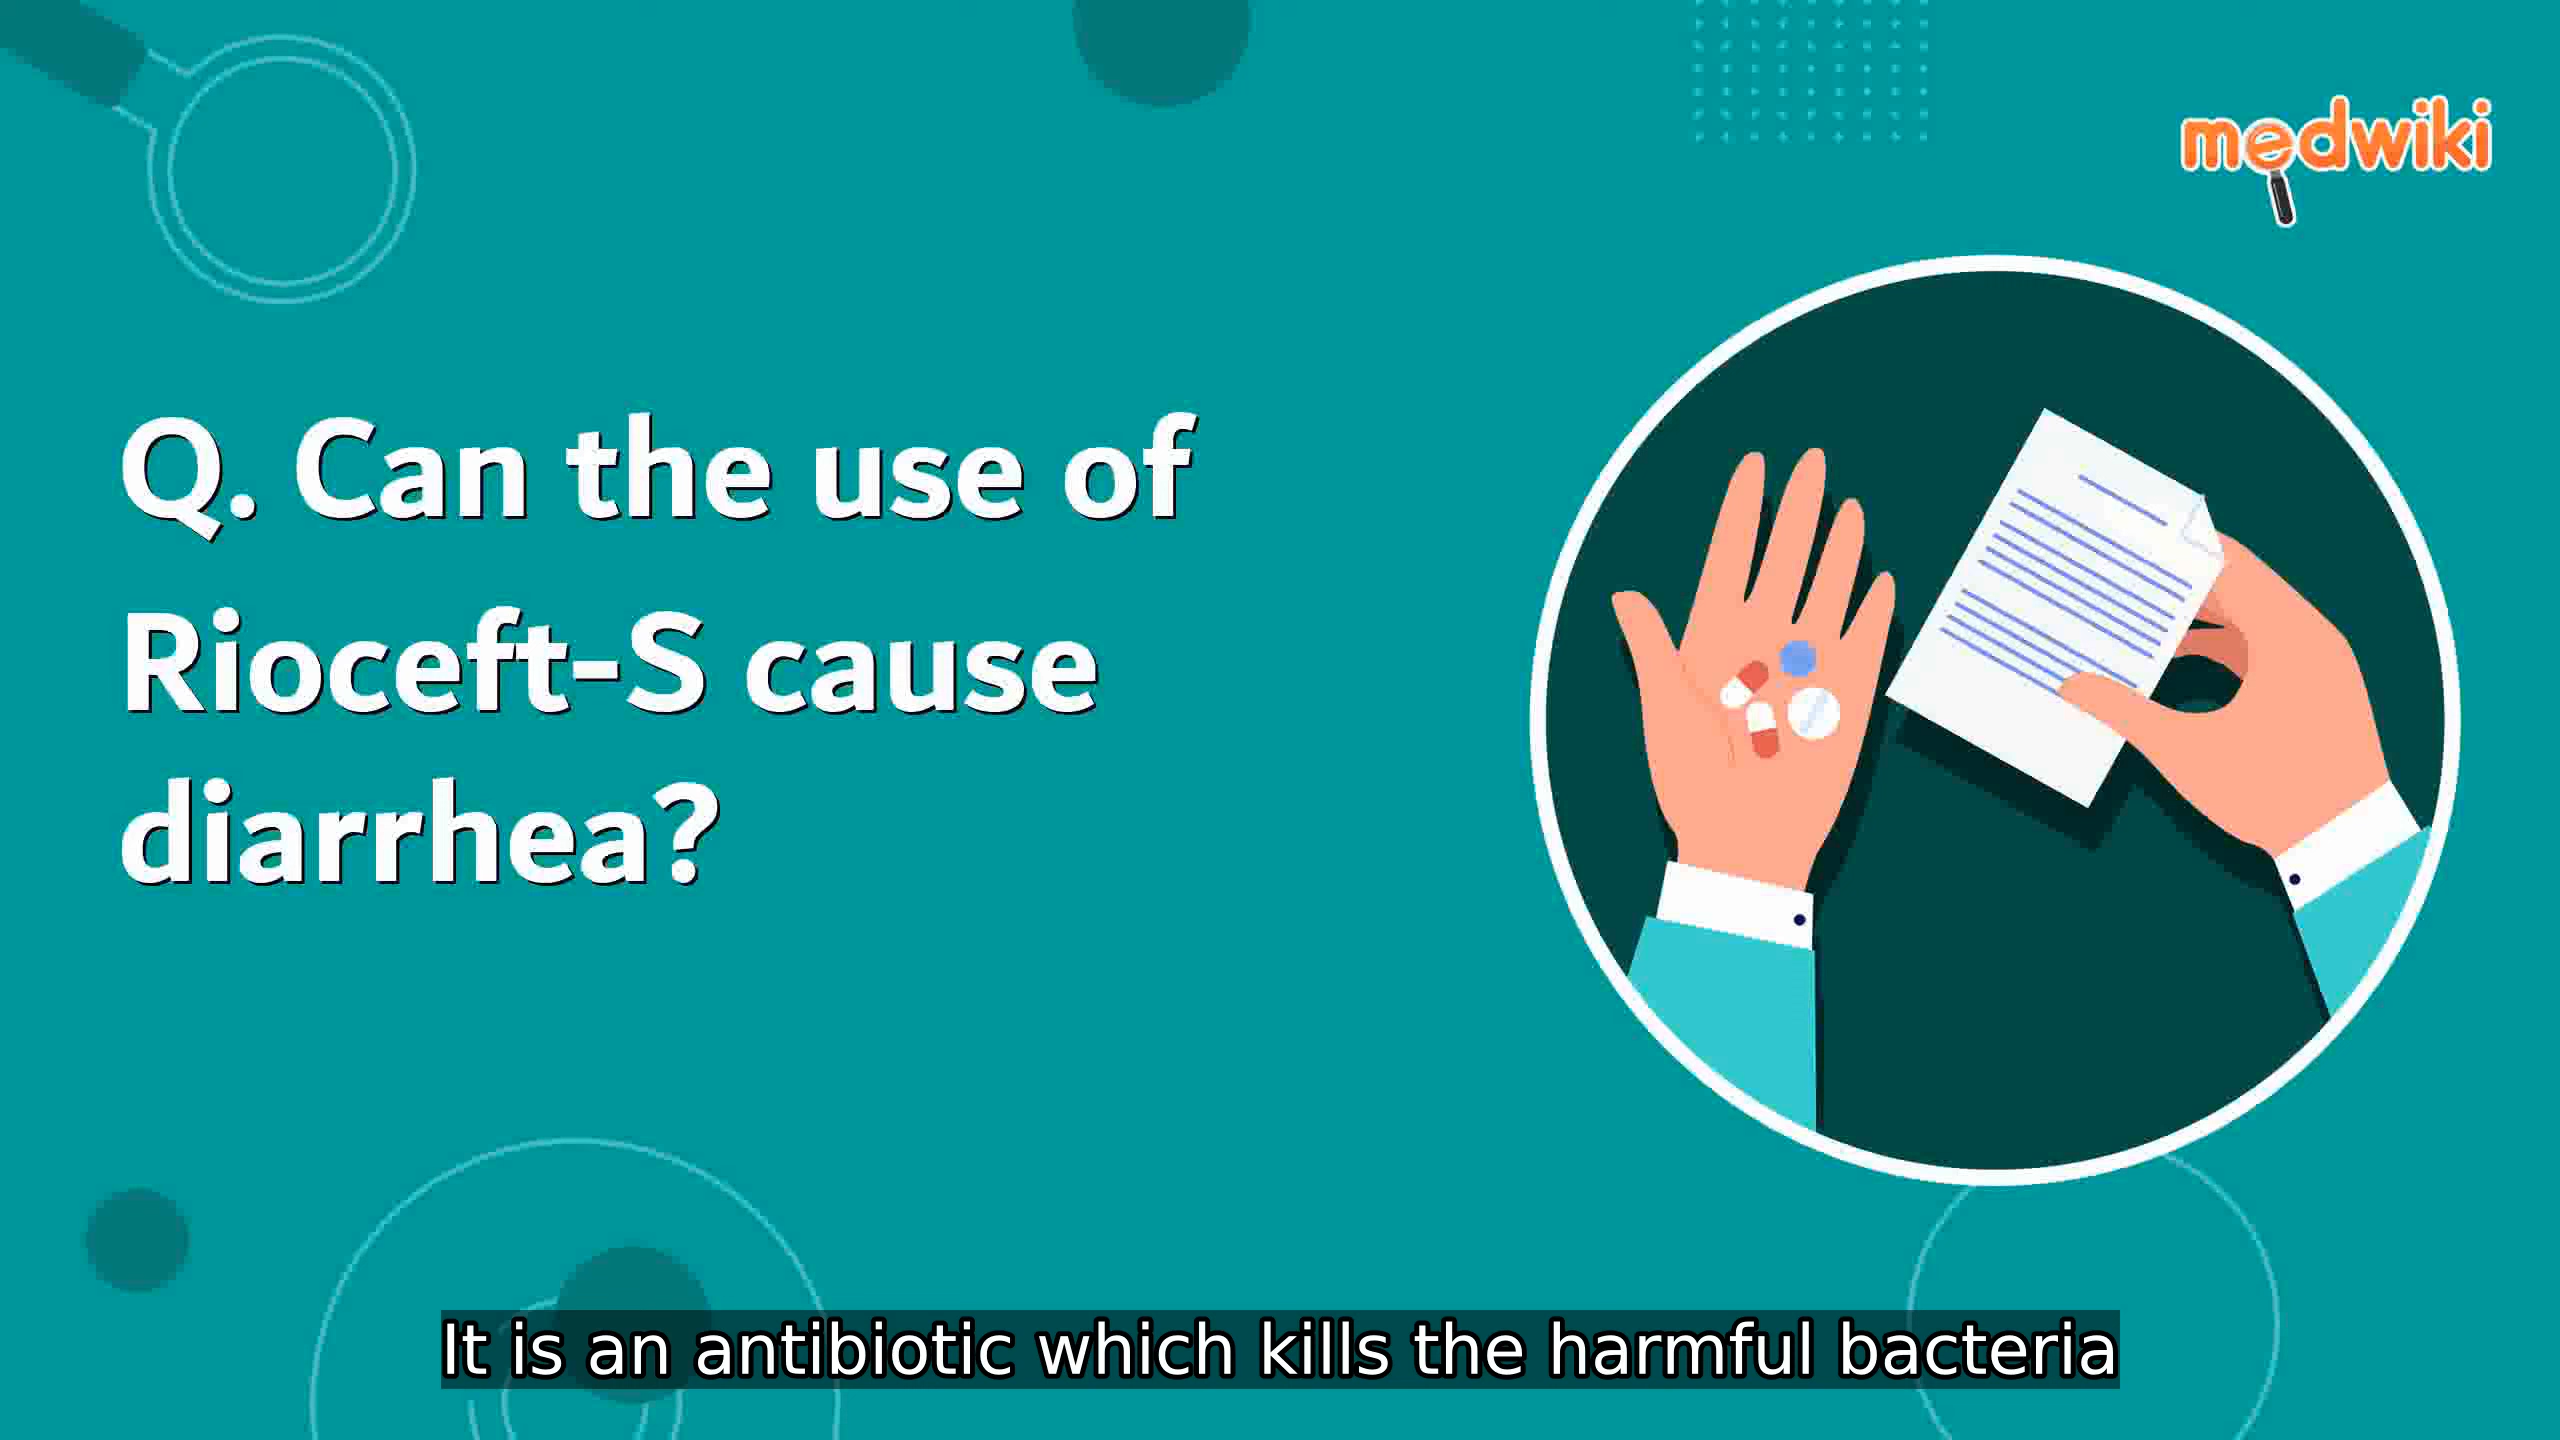 medwiki
Q. Can the use of
Rioceft-S cause
diarrhea?
It is an antibiotic which kills the harmful bacteria